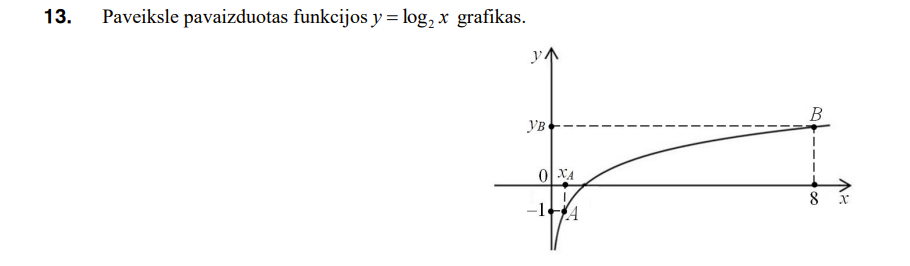 13. Paveiksle pavaizduotas funkcijos y = log₂ x grafikas.
y
B
y_B
0 x_A
8 x
−1 A